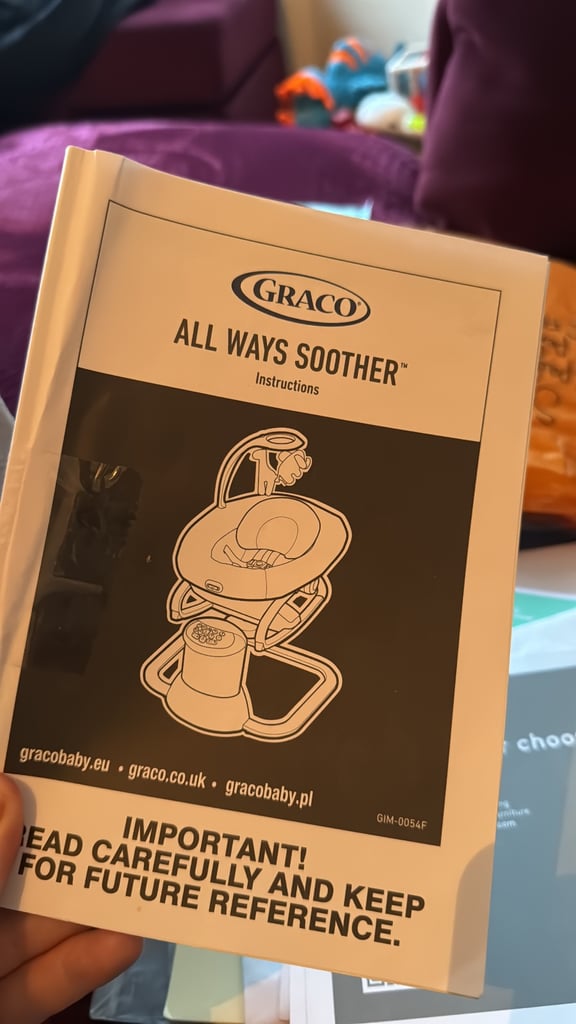 GRACO®
ALL WAYS SOOTHER™
Instructions
gracobaby.eu • graco.co.uk • gracobaby.pl
GIM-0054F
IMPORTANT!
READ CAREFULLY AND KEEP
FOR FUTURE REFERENCE.
choo